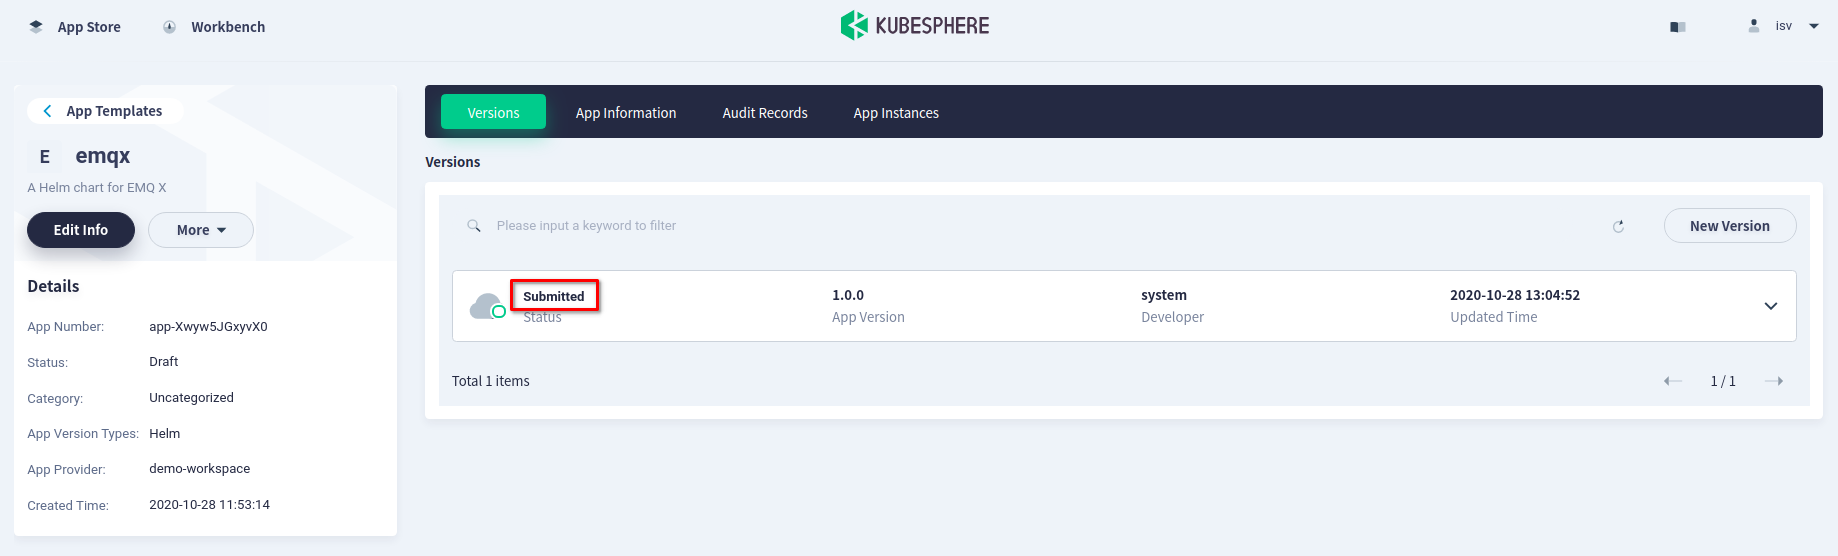 App Store
Workbench
KUBESPHERE
isv
App Templates
E
emqx
A Helm chart for EMQ X
Edit Info
More
Details
App Number: app-Xwyw5JGxyvX0
Status: Draft
Category: Uncategorized
App Version Types: Helm
App Provider: demo-workspace
Created Time: 2020-10-28 11:53:14
Versions
App Information
Audit Records
App Instances
Versions
Please input a keyword to filter
New Version
Submitted
Status
1.0.0
App Version
system
Developer
2020-10-28 13:04:52
Updated Time
Total 1 items
1 / 1